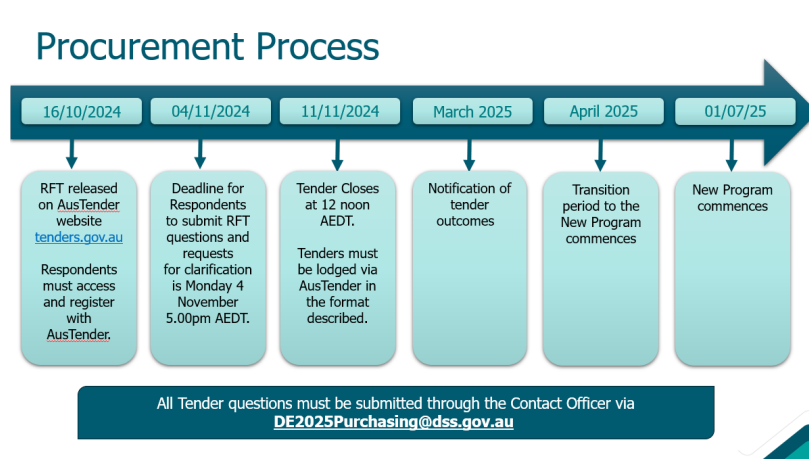 Procurement Process
16/10/2024
04/11/2024
11/11/2024
March 2025
April 2025
01/07/25
RFT released
on AusTender
website
tenders.gov.au
Respondents
must access
and register
with
AusTender.
Deadline for
Respondents
to submit RFT
questions and
requests
for clarification
is Monday 4
November
5.00pm AEDT.
Tender Closes
at 12 noon
AEDT.
Tenders must
be lodged via
AusTender in
the format
described.
Notification of
tender
outcomes
Transition
period to the
New Program
commences
New Program
commences
All Tender questions must be submitted through the Contact Officer via
DE2025Purchasing@dss.gov.au